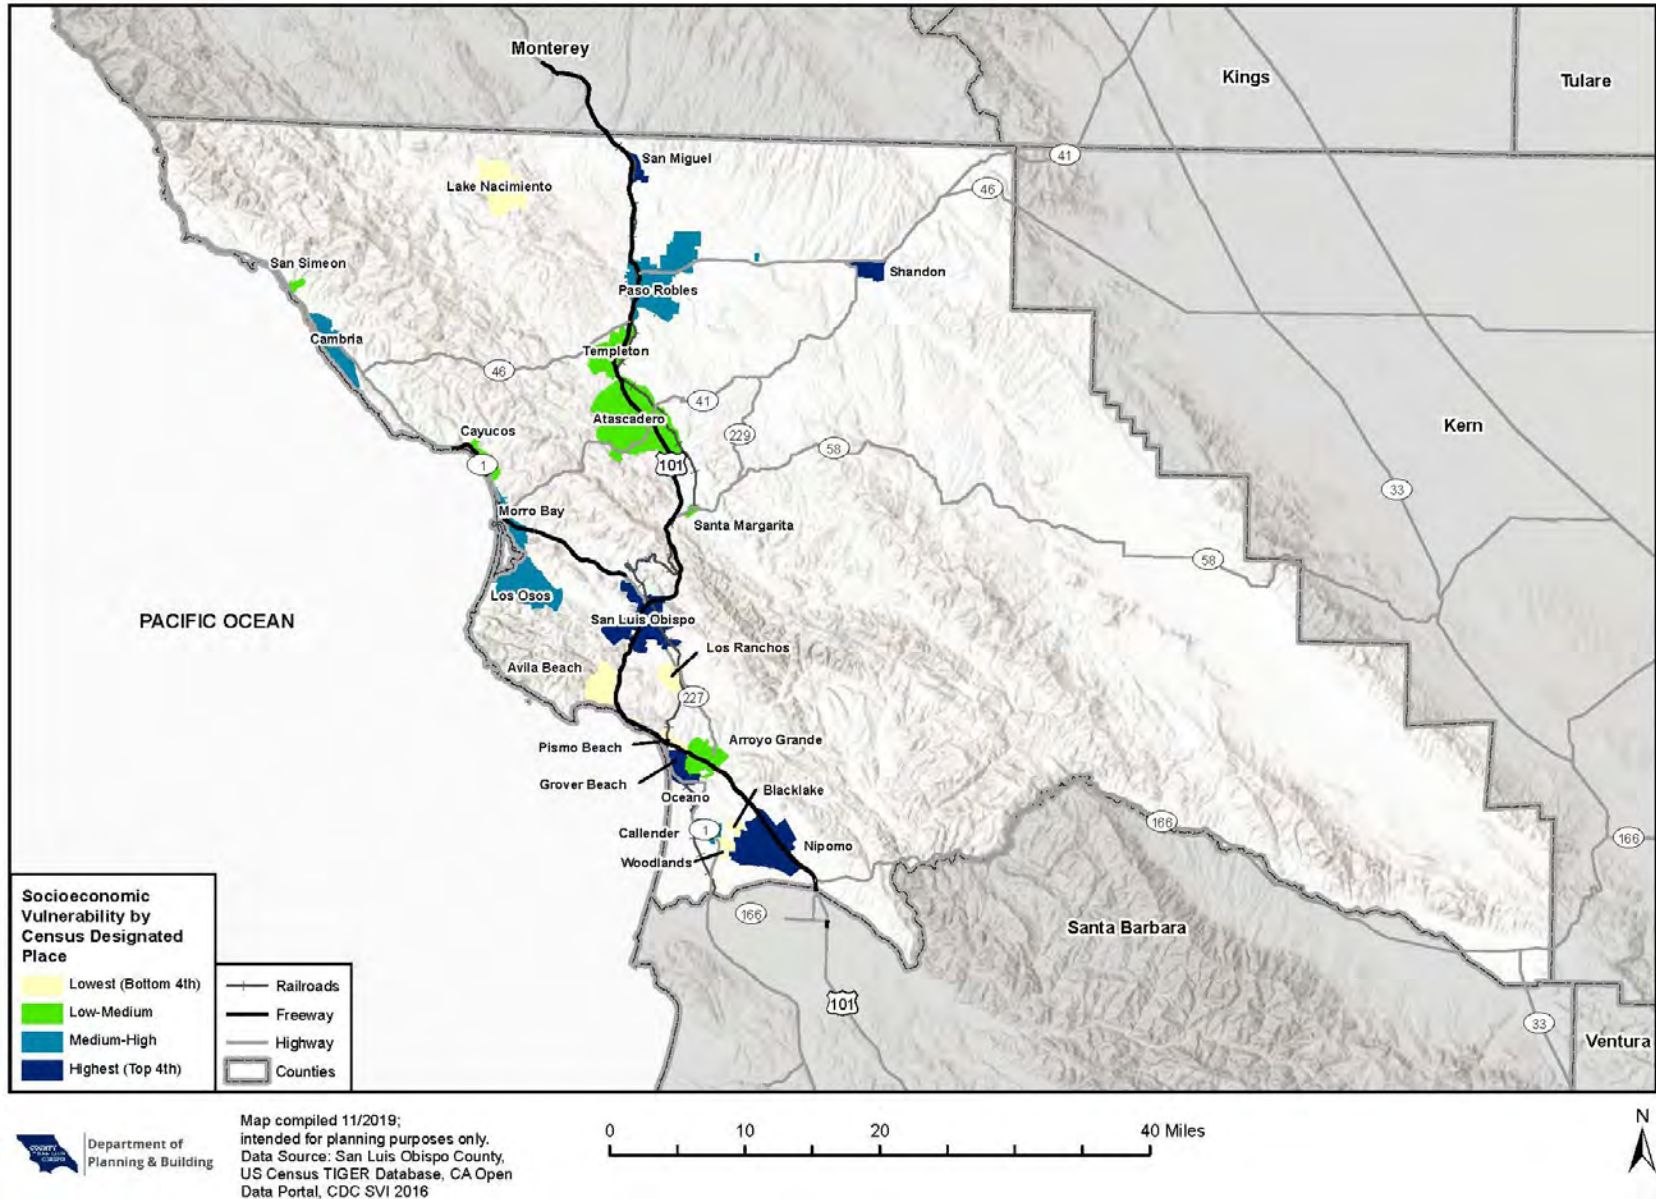 Monterey
Kings
Tulare
41
San Miguel
Lake Nacimiento
46
San Simeon
Shandon
Paso Robles
Cambria
Templeton
46
41
Atascadero
Kern
Cayucos
229
58
1
101
33
Morro Bay
Santa Margarita
58
Los Osos
PACIFIC OCEAN
San Luis Obispo
Los Ranchos
Avila Beach
227
Pismo Beach
Arroyo Grande
Grover Beach
Blacklake
Oceano
166
Callender
1
166
Nipomo
Woodlands
166
Santa Barbara
101
33
Ventura
Socioeconomic
Vulnerability by
Census Designated
Place
Lowest (Bottom 4th)
Low-Medium
Medium-High
Highest (Top 4th)
Railroads
Freeway
Highway
Counties
COUNTY
OBISPO
Department of
Planning & Building
Map compiled 11/2019;
intended for planning purposes only.
Data Source: San Luis Obispo County,
US Census TIGER Database, CA Open
Data Portal, CDC SVI 2016
0 10 20 40 Miles
N